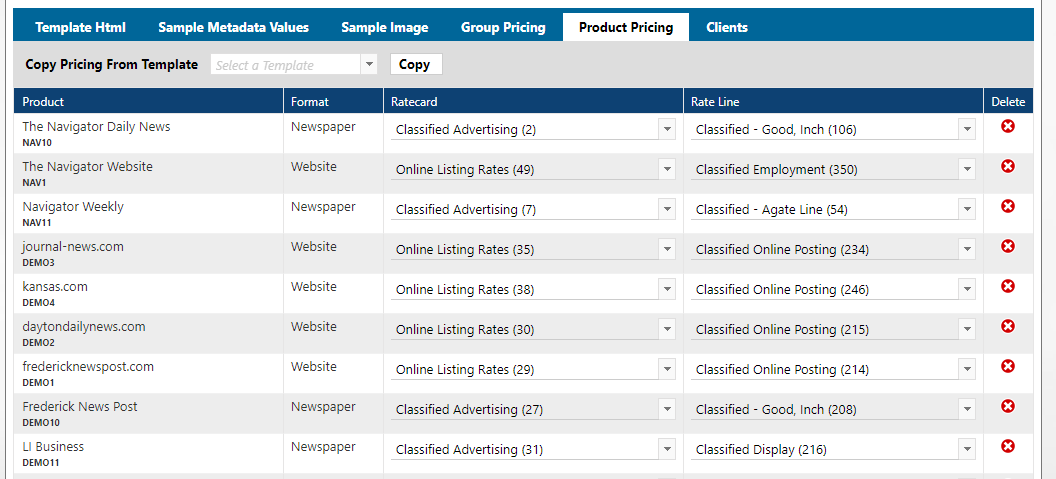 Template Html Sample Metadata Values Sample Image Group Pricing Product Pricing Clients
Copy Pricing From Template Select a Template Copy
Product Format Ratecard Rate Line Delete
The Navigator Daily News Newspaper Classified Advertising (2) Classified - Good, Inch (106)
NAV10
The Navigator Website Website Online Listing Rates (49) Classified Employment (350)
NAV1
Navigator Weekly Newspaper Classified Advertising (7) Classified - Agate Line (54)
NAV11
journal-news.com Website Online Listing Rates (35) Classified Online Posting (234)
DEMO3
kansas.com Website Online Listing Rates (38) Classified Online Posting (246)
DEMO4
daytondailynews.com Website Online Listing Rates (30) Classified Online Posting (215)
DEMO2
fredericknewspost.com Website Online Listing Rates (29) Classified Online Posting (214)
DEMO1
Frederick News Post Newspaper Classified Advertising (27) Classified - Good, Inch (208)
DEMO10
LI Business Newspaper Classified Advertising (31) Classified Display (216)
DEMO11